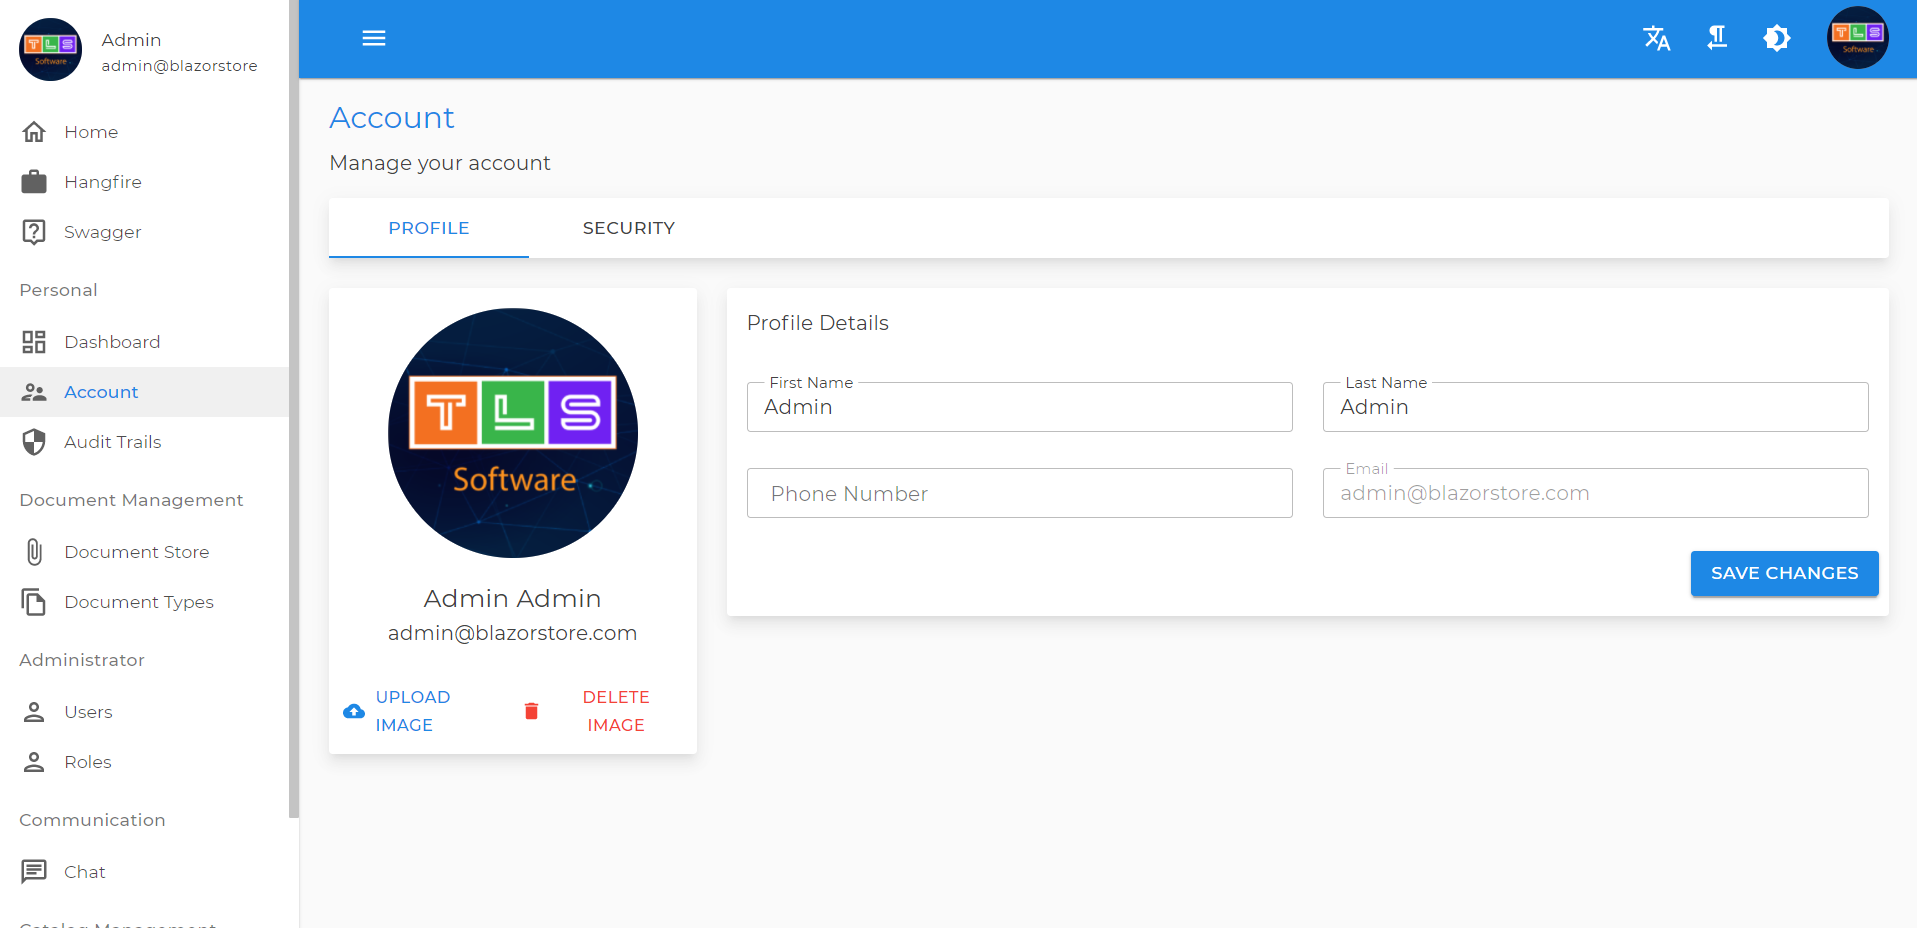 TLS
Software
Admin
admin@blazorstore
Home
Hangfire
Swagger
Personal
Dashboard
Account
Audit Trails
Document Management
Document Store
Document Types
Administrator
Users
Roles
Communication
Chat
Catalog Management
TLS
Software
Account
Manage your account
PROFILE
SECURITY
TLS
Software
Admin Admin
admin@blazorstore.com
UPLOAD
IMAGE
DELETE
IMAGE
Profile Details
First Name
Admin
Last Name
Admin
Phone Number
Email
admin@blazorstore.com
SAVE CHANGES